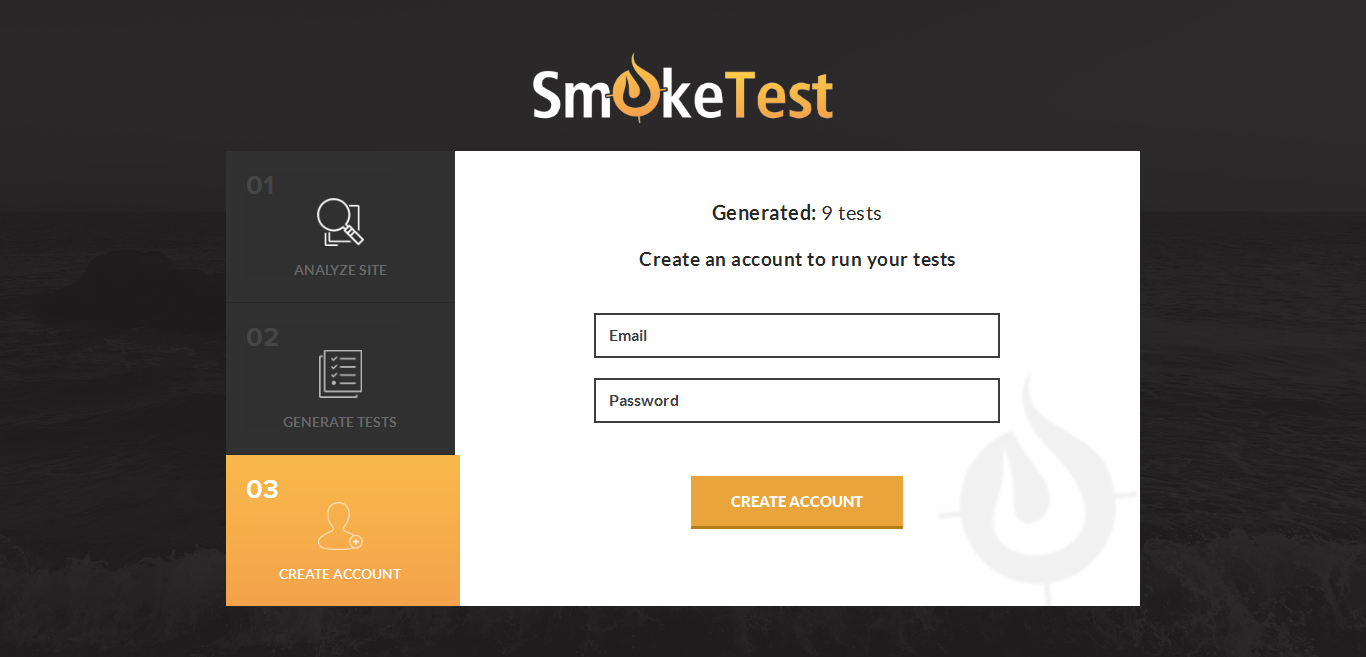 SmokeTest
01
ANALYZE SITE
02
GENERATE TESTS
03
CREATE ACCOUNT
Generated: 9 tests
Create an account to run your tests
Email
Password
CREATE ACCOUNT